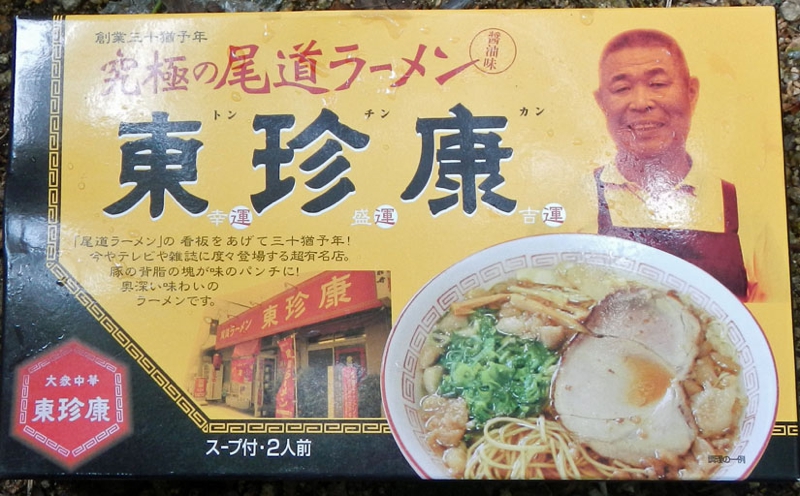 創業三十猶予年
究極の尾道ラーメン
醤油味
トン チン カン
東珍康
幸運 盛運 吉運
「尾道ラーメン」の看板をあげて三十猶予年!
今やテレビや雑誌に度々登場する超有名店。
豚の背脂の塊が味のパンチに!
奥深い味わいの
ラーメンです。
ラーメン 東珍康
大衆中華
東珍康
スープ付・2人前
調理の一例